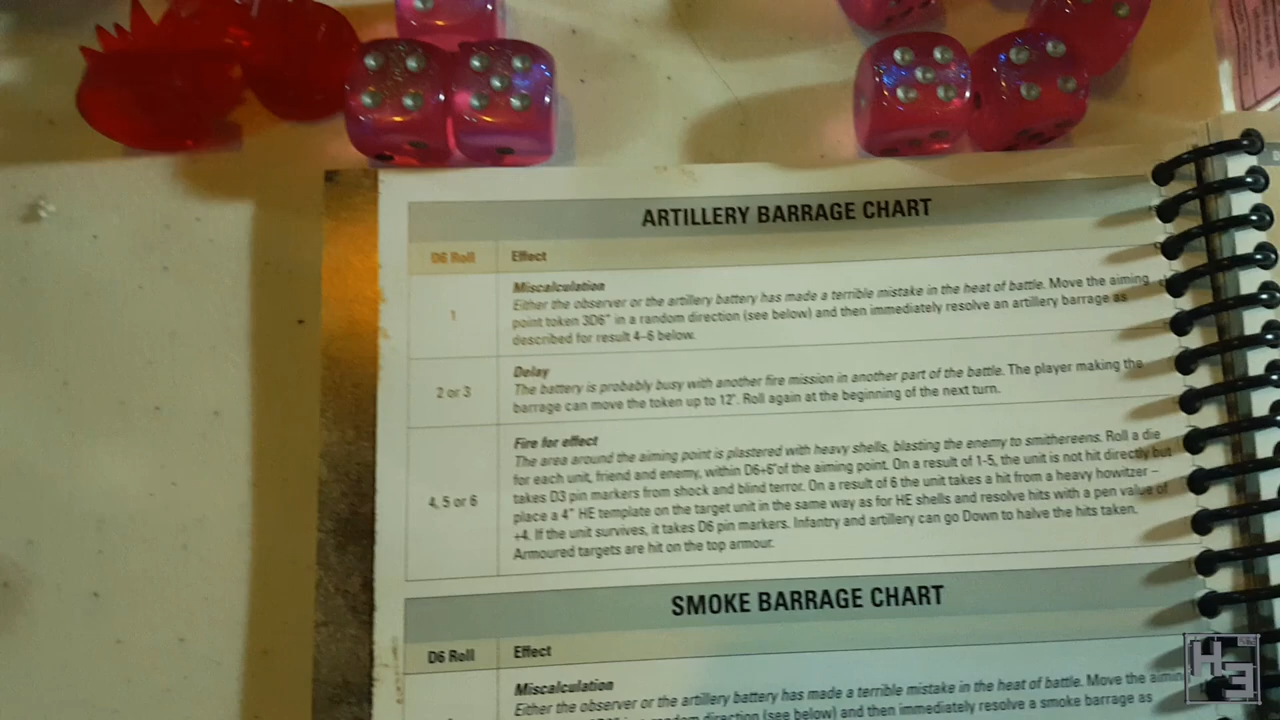 ARTILLERY BARRAGE CHART
D6 Roll Effect
Miscalculation
Either the observer or the artillery battery has made a terrible mistake in the heat of battle. Move the aiming
1
point token 3D6" in a random direction (see below) and then immediately resolve an artillery barrage as
described for result 4–6 below.
Delay
2 or 3
The battery is probably busy with another fire mission in another part of the battle. The player making the
barrage can move the token up to 12". Roll again at the beginning of the next turn.
Fire for effect
The area around the aiming point is plastered with heavy shells, blasting the enemy to smithereens. Roll a die
for each unit, friend and enemy, within D6+6"of the aiming point. On a result of 1-5, the unit is not hit directly but
4, 5 or 6
takes D3 pin markers from shock and blind terror. On a result of 6 the unit takes a hit from a heavy howitzer –
place a 4" HE template on the target unit in the same way as for HE shells and resolve hits with a pen value of
+4. If the unit survives, it takes D6 pin markers. Infantry and artillery can go Down to halve the hits taken.
Armoured targets are hit on the top armour.
SMOKE BARRAGE CHART
D6 Roll Effect
Miscalculation
Either the observer or the artillery battery has made a terrible mistake in the heat of battle. Move the
random direction (see below) and then immediately resolve a smoke barrage as
H3